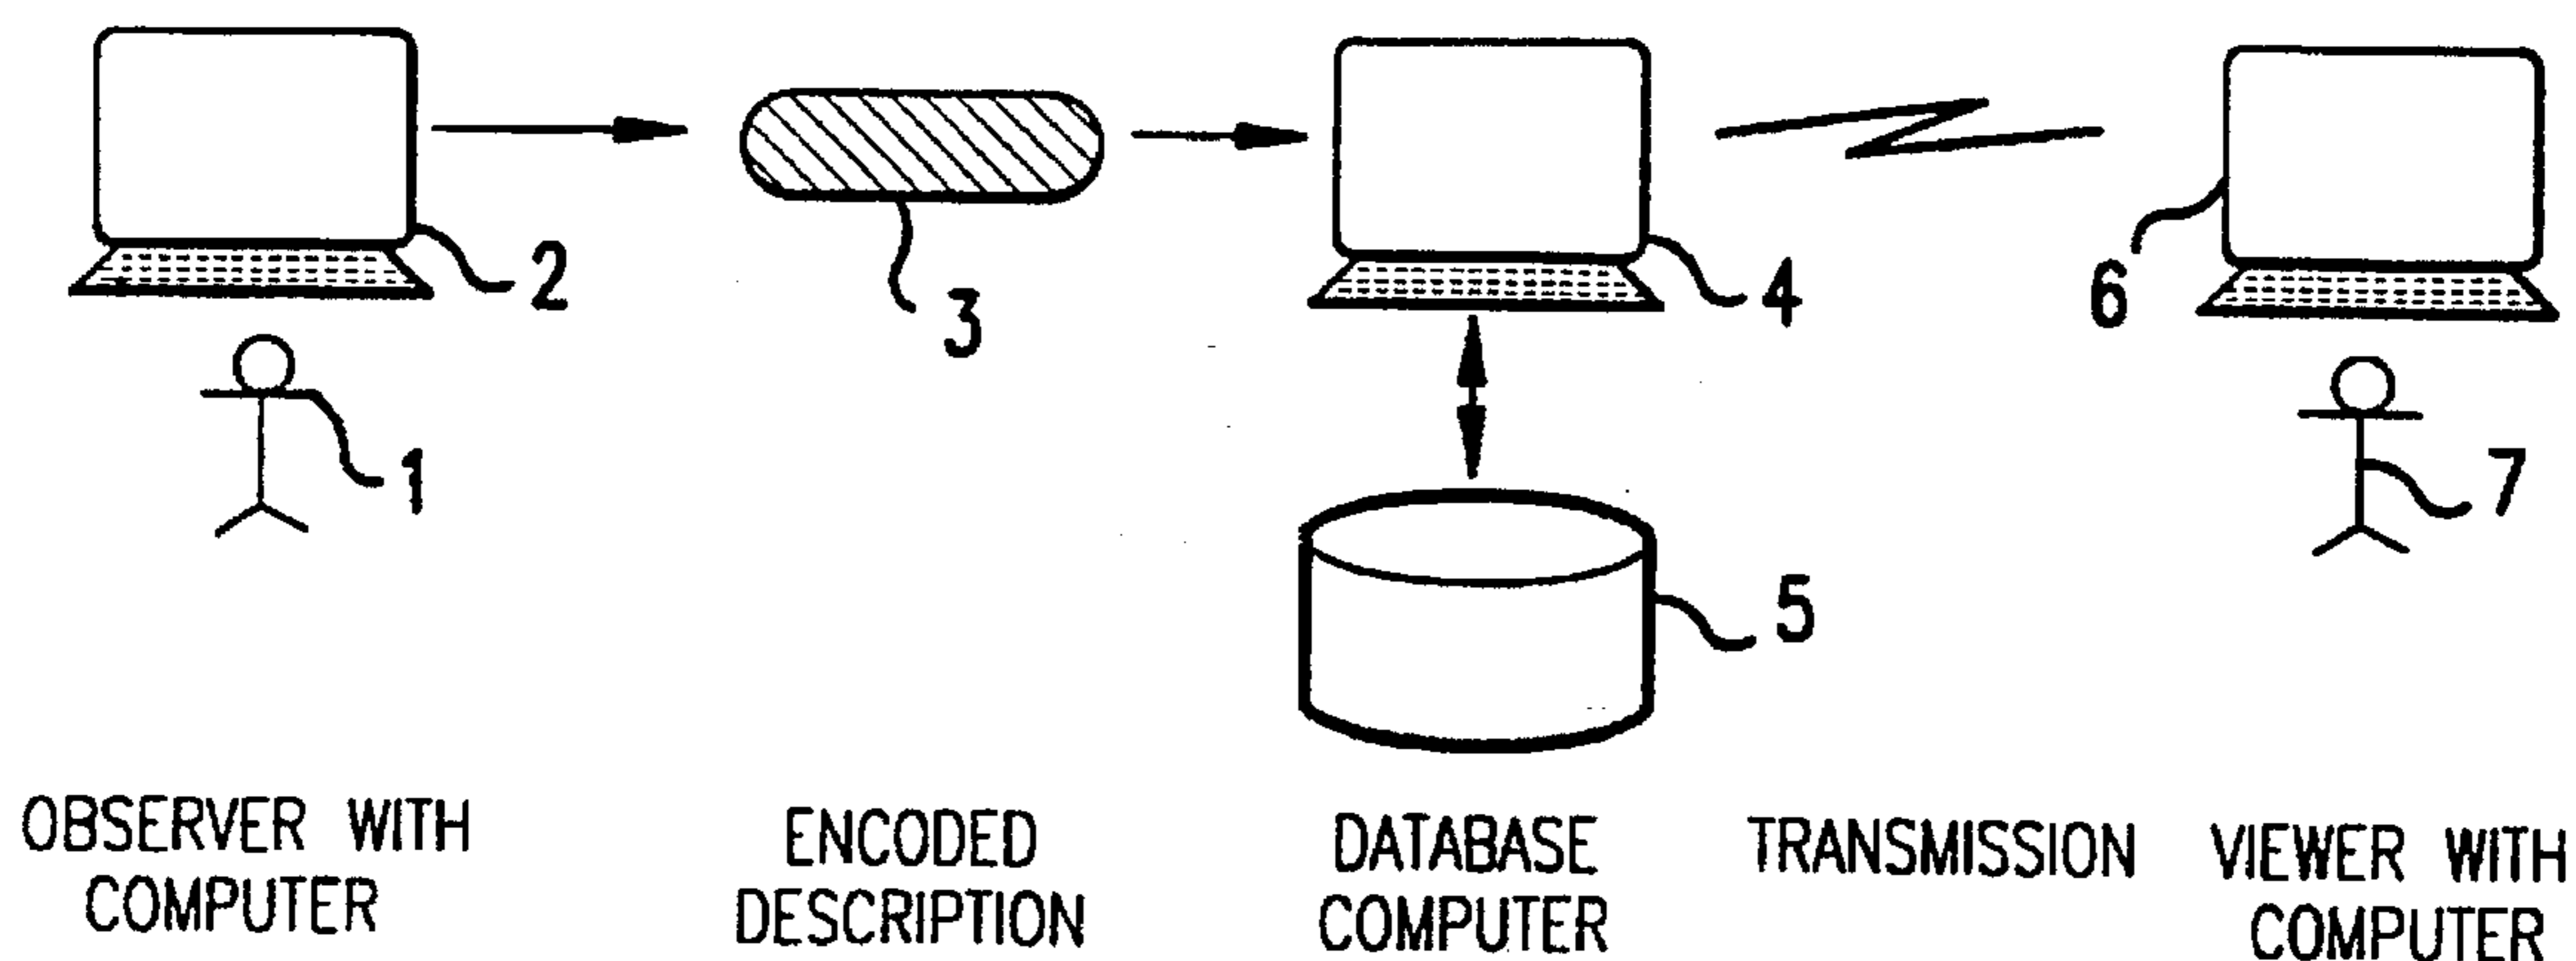 2
3
4
6
1
7
5
OBSERVER WITH
COMPUTER
ENCODED
DESCRIPTION
DATABASE
COMPUTER
TRANSMISSION
VIEWER WITH
COMPUTER